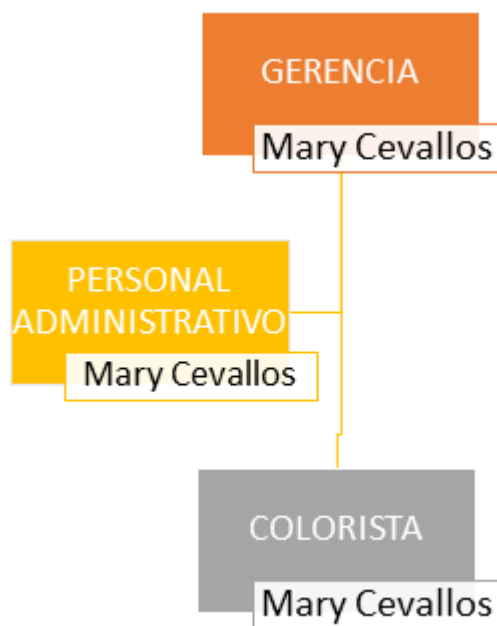 GERENCIA
Mary Cevallos
PERSONAL
ADMINISTRATIVO
Mary Cevallos
COLORISTA
Mary Cevallos